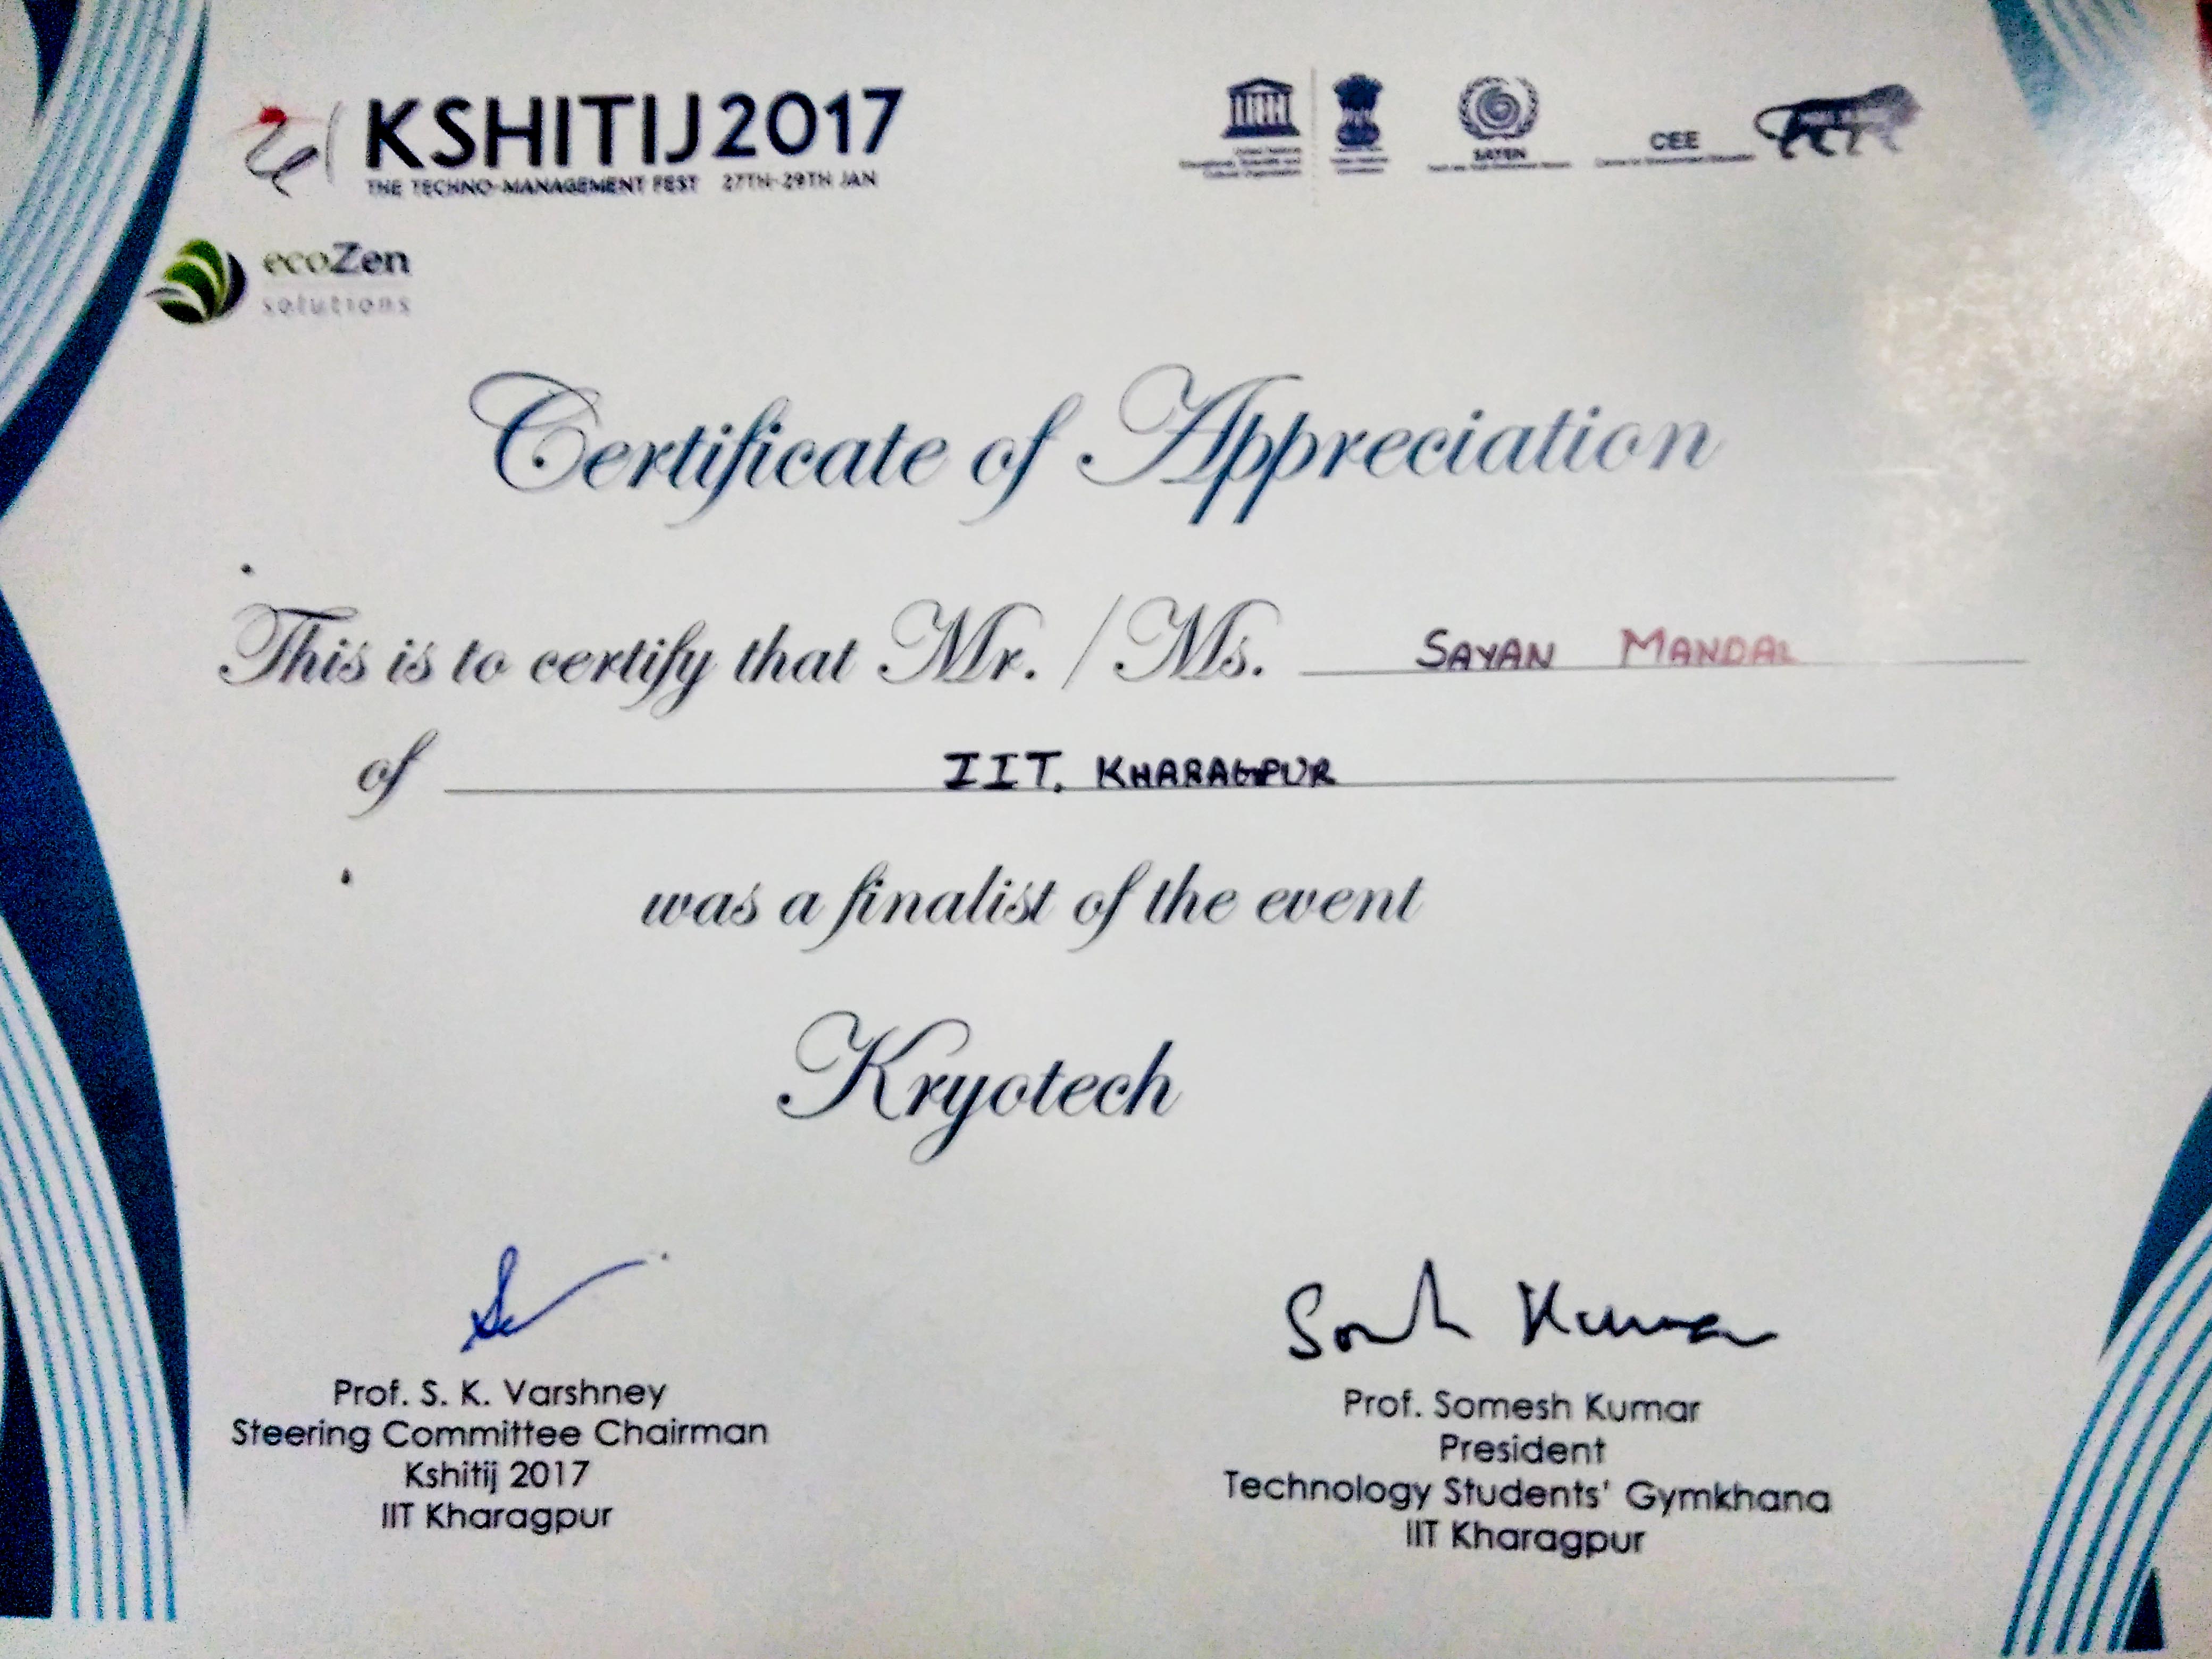 KSHITIJ 2017
THE TECHNO-MANAGEMENT FEST 27TH-29TH JAN
SAYEN
CEE
ecoZen
solutions
Certificate of Appreciation
This is to certify that Mr. / Ms. SAYAN MANDAL
of IIT, KHARAGPUR
was a finalist of the event
Kryotech
Somesh Kumar
Prof. S. K. Varshney
Steering Committee Chairman
Kshitij 2017
IIT Kharagpur
Prof. Somesh Kumar
President
Technology Students' Gymkhana
IIT Kharagpur